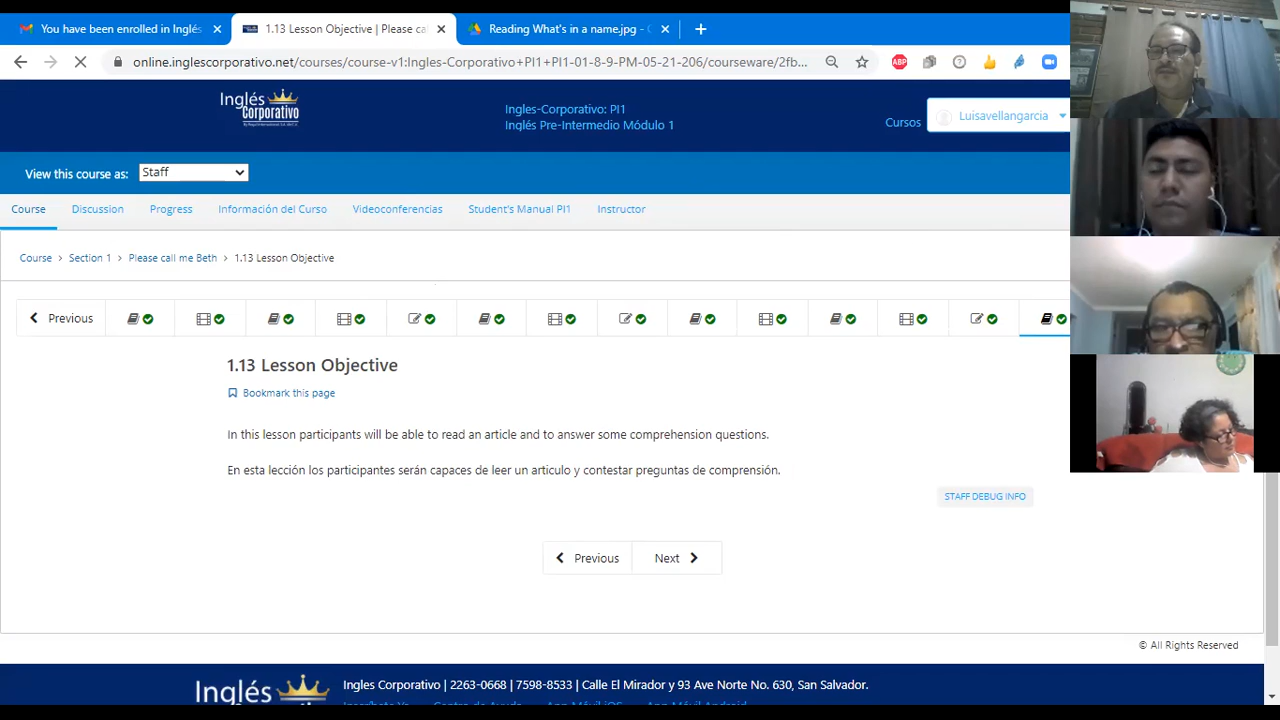 You have been enrolled in Inglés
1.13 Lesson Objective | Please ca
Reading What's in a name.jpg -
online.inglescorporativo.net/courses/course-v1:Ingles-Corporativo+PI1+PI1-01-8-9-PM-05-21-206/courseware/2fb...
ABP
Inglés
Corporativo
Ingles-Corporativo: PI1
Inglés Pre-Intermedio Módulo 1
Cursos
Luisavellangarcia
View this course as:
Staff
Course
Discussion
Progress
Información del Curso
Videoconferencias
Student's Manual PI1
Instructor
Course > Section 1 > Please call me Beth > 1.13 Lesson Objective
Previous
1.13 Lesson Objective
Bookmark this page
In this lesson participants will be able to read an article and to answer some comprehension questions.
En esta lección los participantes serán capaces de leer un articulo y contestar preguntas de comprensión.
STAFF DEBUG INFO
Previous
Next
© All Rights Reserved
Inglés
Ingles Corporativo | 2263-0668 | 7598-8533 | Calle El Mirador y 93 Ave Norte No. 630, San Salvador.